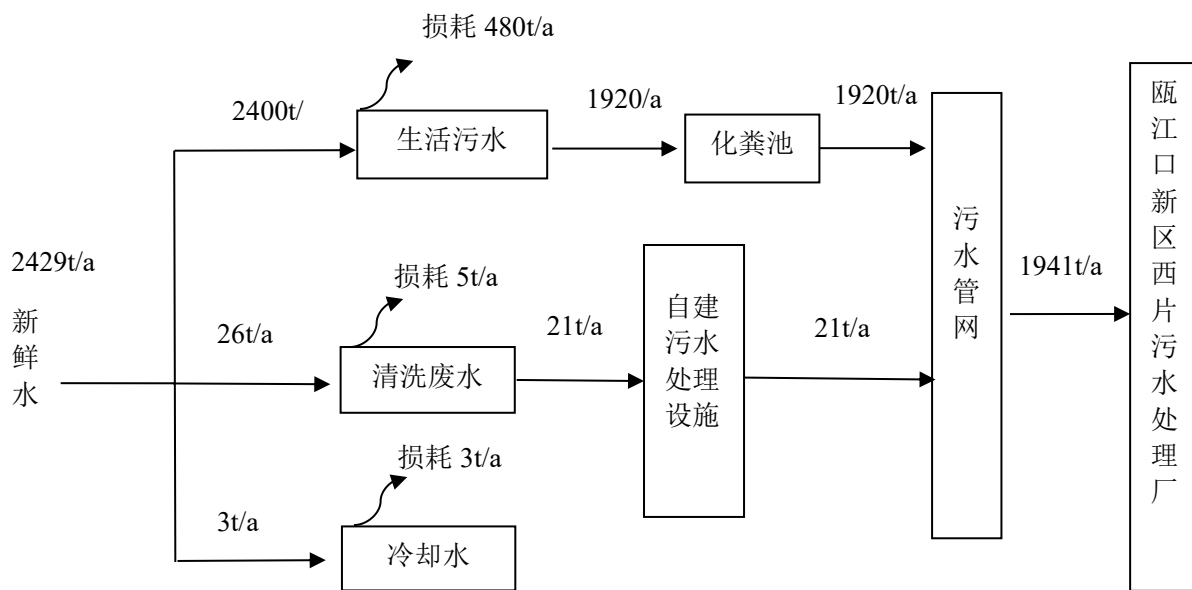 损耗 480t/a
2400t/
1920/a
1920t/a
生活污水
化粪池
2429t/a
新鲜水
损耗 5t/a
26t/a
21t/a
21t/a
清洗废水
自建
污水
处理
设施
损耗 3t/a
3t/a
冷却水
污水管网
1941t/a
瓯江口新区西片污水处理厂